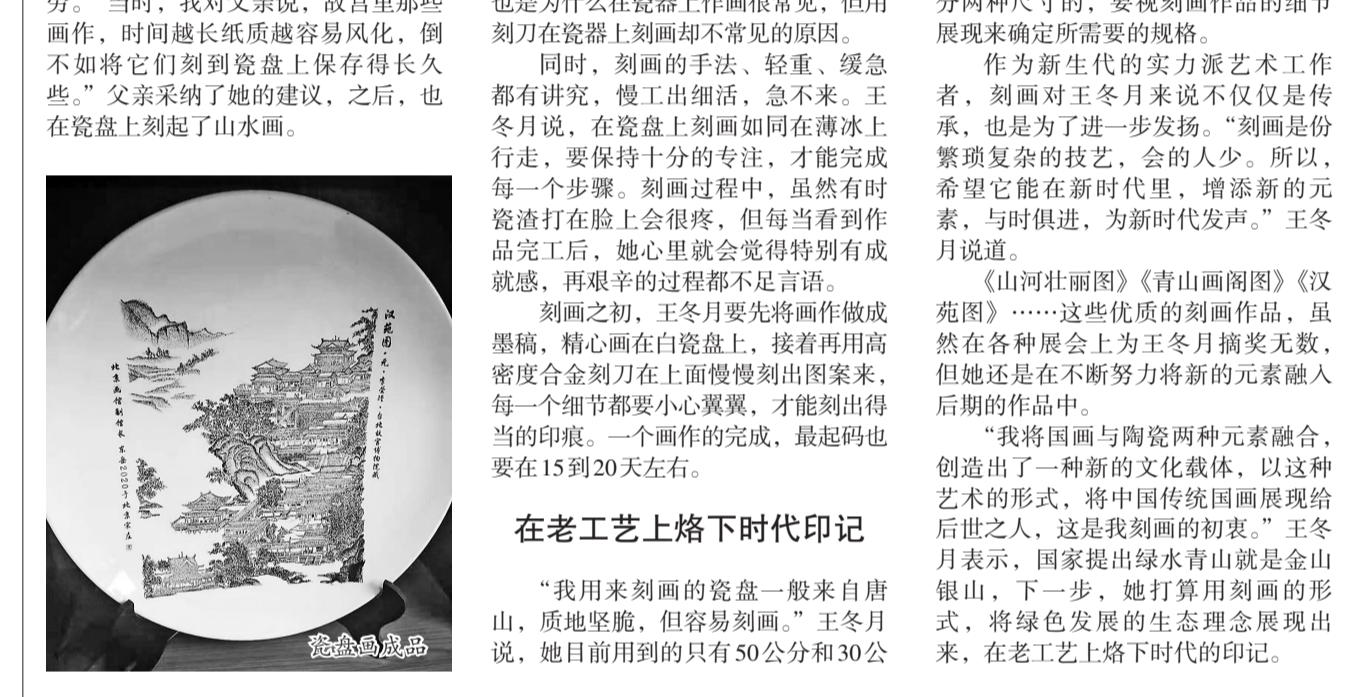 劳。”当时，我对父亲说，故宫里那些
画作，时间越长纸质越容易风化，倒
不如将它们刻到瓷盘上保存得长久
些。”父亲采纳了她的建议，之后，也
在瓷盘上刻起了山水画。
汉苑图·元·李容瑾·台北故宫博物院藏
北京画馆制馆长 东岳2020于北京宋庄
瓷盘画成品
也是为什么在瓷器上作画很常见，但用
刻刀在瓷器上刻画却不常见的原因。
同时，刻画的手法、轻重、缓急
都有讲究，慢工出细活，急不来。王
冬月说，在瓷盘上刻画如同在薄冰上
行走，要保持十分的专注，才能完成
每一个步骤。刻画过程中，虽然有时
瓷渣打在脸上会很疼，但每当看到作
品完工后，她心里就会觉得特别有成
就感，再艰辛的过程都不足言语。
刻画之初，王冬月要先将画作做成
墨稿，精心画在白瓷盘上，接着再用高
密度合金刻刀在上面慢慢刻出图案来，
每一个细节都要小心翼翼，才能刻出得
当的印痕。一个画作的完成，最起码也
要在15到20天左右。
在老工艺上烙下时代印记
“我用来刻画的瓷盘一般来自唐
山，质地坚脆，但容易刻画。”王冬月
说，她目前用到的只有50公分和30公
分两种尺寸的，要视刻画作品的细节
展现来确定所需要的规格。
作为新生代的实力派艺术工作
者，刻画对王冬月来说不仅仅是传
承，也是为了进一步发扬。“刻画是份
繁琐复杂的技艺，会的人少。所以，
希望它能在新时代里，增添新的元
素，与时俱进，为新时代发声。”王冬
月说道。
《山河壮丽图》《青山画阁图》《汉
苑图》……这些优质的刻画作品，虽
然在各种展会上为王冬月摘奖无数，
但她还是在不断努力将新的元素融入
后期的作品中。
“我将国画与陶瓷两种元素融合，
创造出了一种新的文化载体，以这种
艺术的形式，将中国传统国画展现给
后世之人，这是我刻画的初衷。”王冬
月表示，国家提出绿水青山就是金山
银山，下一步，她打算用刻画的形
式，将绿色发展的生态理念展现出
来，在老工艺上烙下时代的印记。